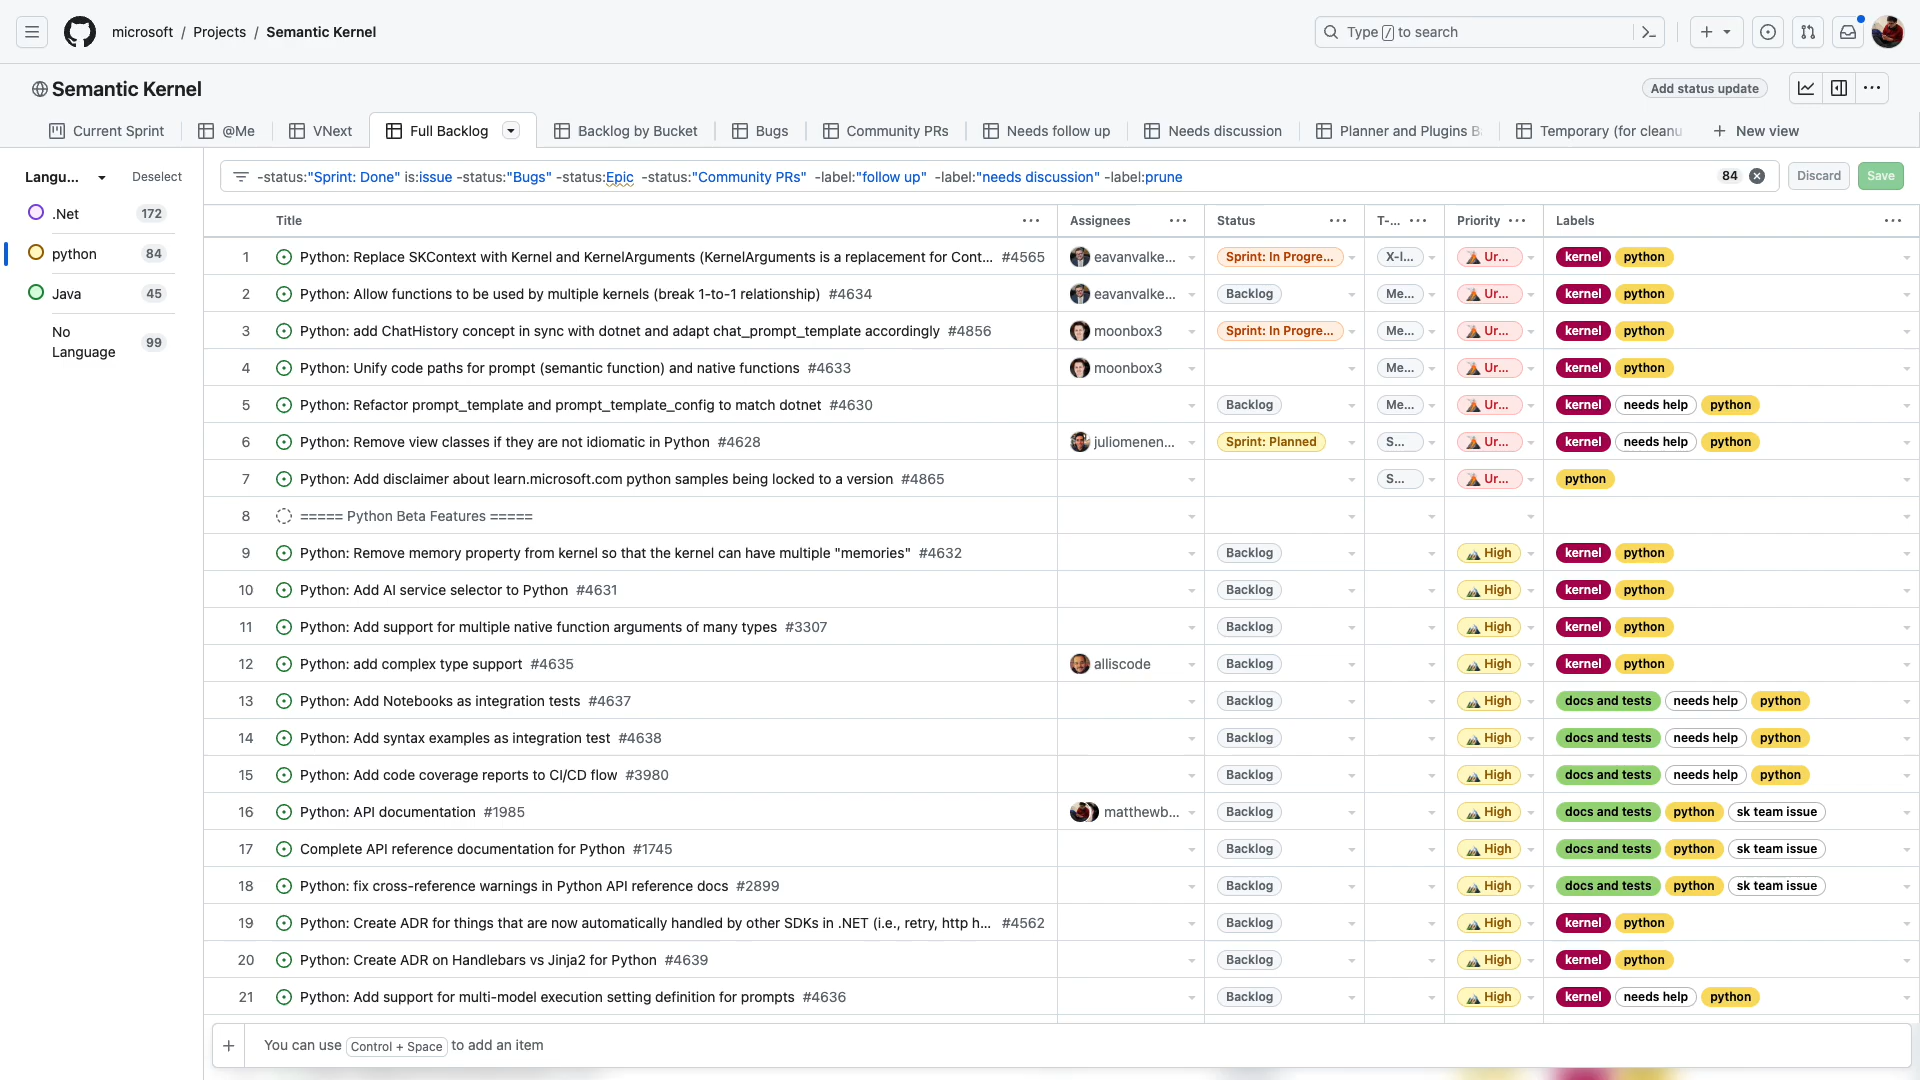 microsoft / Projects / Semantic Kernel
Type / to search
Semantic Kernel
Add status update
Current Sprint @Me VNext Full Backlog Backlog by Bucket Bugs Community PRs Needs follow up Needs discussion Planner and Plugins B Temporary (for cleanu New view
Langu... Deselect
.Net 172
python 84
Java 45
No Language 99
-status:"Sprint: Done" is:issue -status:"Bugs" -status:Epic -status:"Community PRs" -label:"follow up" -label:"needs discussion" -label:prune 84 Discard Save
Title Assignees Status T-... Priority Labels
1 Python: Replace SKContext with Kernel and KernelArguments (KernelArguments is a replacement for Cont... #4565 eavanvalke... Sprint: In Progre... X-l... Ur... kernel python
2 Python: Allow functions to be used by multiple kernels (break 1-to-1 relationship) #4634 eavanvalke... Backlog Me... Ur... kernel python
3 Python: add ChatHistory concept in sync with dotnet and adapt chat_prompt_template accordingly #4856 moonbox3 Sprint: In Progre... Me... Ur... kernel python
4 Python: Unify code paths for prompt (semantic function) and native functions #4633 moonbox3 Me... Ur... kernel python
5 Python: Refactor prompt_template and prompt_template_config to match dotnet #4630 Backlog Me... Ur... kernel needs help python
6 Python: Remove view classes if they are not idiomatic in Python #4628 juliomenen... Sprint: Planned S... Ur... kernel needs help python
7 Python: Add disclaimer about learn.microsoft.com python samples being locked to a version #4865 S... Ur... python
8 ===== Python Beta Features =====
9 Python: Remove memory property from kernel so that the kernel can have multiple "memories" #4632 Backlog High kernel python
10 Python: Add AI service selector to Python #4631 Backlog High kernel python
11 Python: Add support for multiple native function arguments of many types #3307 Backlog High kernel python
12 Python: add complex type support #4635 alliscode Backlog High kernel python
13 Python: Add Notebooks as integration tests #4637 Backlog High docs and tests needs help python
14 Python: Add syntax examples as integration test #4638 Backlog High docs and tests needs help python
15 Python: Add code coverage reports to CI/CD flow #3980 Backlog High docs and tests needs help python
16 Python: API documentation #1985 matthewb... Backlog High docs and tests python sk team issue
17 Complete API reference documentation for Python #1745 Backlog High docs and tests python sk team issue
18 Python: fix cross-reference warnings in Python API reference docs #2899 Backlog High docs and tests python sk team issue
19 Python: Create ADR for things that are now automatically handled by other SDKs in .NET (i.e., retry, http h... #4562 Backlog High kernel python
20 Python: Create ADR on Handlebars vs Jinja2 for Python #4639 Backlog High kernel python
21 Python: Add support for multi-model execution setting definition for prompts #4636 Backlog High kernel needs help python
You can use Control + Space to add an item